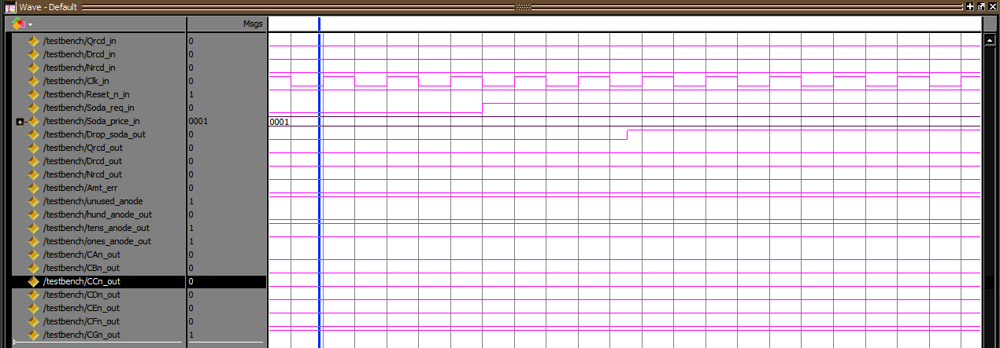 Wave - Default
Msgs
/testbench/Qrcd_in 0
/testbench/Drcd_in 0
/testbench/Nrcd_in 0
/testbench/Clk_in 0
/testbench/Reset_n_in 1
/testbench/Soda_req_in 0
/testbench/Soda_price_in 0001 0001
/testbench/Drop_soda_out 0
/testbench/Qrcd_out 0
/testbench/Drcd_out 0
/testbench/Nrcd_out 0
/testbench/Amt_err 0
/testbench/unused_anode 1
/testbench/hund_anode_out 0
/testbench/tens_anode_out 1
/testbench/ones_anode_out 1
/testbench/CAn_out 0
/testbench/CBn_out 0
/testbench/CCn_out 0
/testbench/CDn_out 0
/testbench/CEn_out 0
/testbench/CFn_out 0
/testbench/CGn_out 1